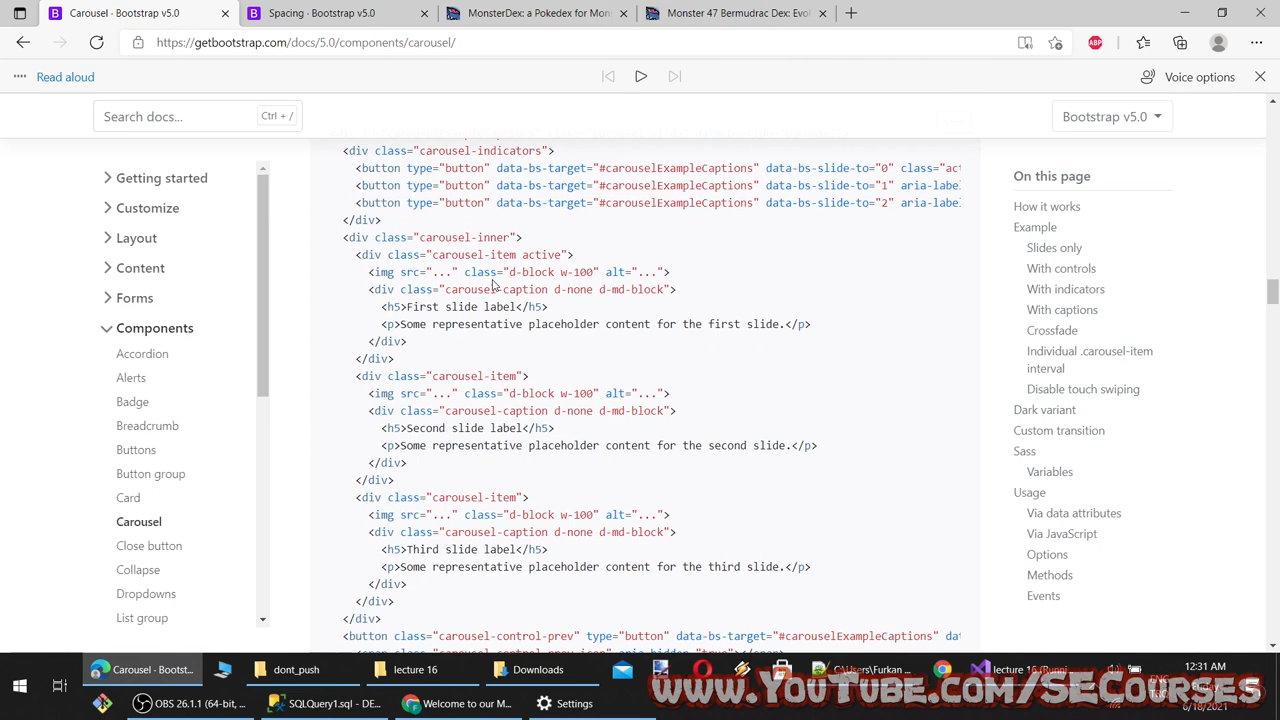 Carousel · Bootstrap v5.0
Spacing · Bootstrap v5.0
MonsterDex: a Pokedex for Mon
Monster 47 Bermudrac Dex: Evol
https://getbootstrap.com/docs/5.0/components/carousel/
ABP
Read aloud
Voice options
Search docs...
Ctrl + /
Bootstrap v5.0
Getting started
Customize
Layout
Content
Forms
Components
Accordion
Alerts
Badge
Breadcrumb
Buttons
Button group
Card
Carousel
Close button
Collapse
Dropdowns
List group
<div class="carousel-indicators">
<button type="button" data-bs-target="#carouselExampleCaptions" data-bs-slide-to="0" class="act
<button type="button" data-bs-target="#carouselExampleCaptions" data-bs-slide-to="1" aria-label
<button type="button" data-bs-target="#carouselExampleCaptions" data-bs-slide-to="2" aria-label
</div>
<div class="carousel-inner">
<div class="carousel-item active">
<img src="..." class="d-block w-100" alt="...">
<div class="carousel-caption d-none d-md-block">
<h5>First slide label</h5>
<p>Some representative placeholder content for the first slide.</p>
</div>
</div>
<div class="carousel-item">
<img src="..." class="d-block w-100" alt="...">
<div class="carousel-caption d-none d-md-block">
<h5>Second slide label</h5>
<p>Some representative placeholder content for the second slide.</p>
</div>
</div>
<div class="carousel-item">
<img src="..." class="d-block w-100" alt="...">
<div class="carousel-caption d-none d-md-block">
<h5>Third slide label</h5>
<p>Some representative placeholder content for the third slide.</p>
</div>
</div>
</div>
<button class="carousel-control-prev" type="button" data-bs-target="#carouselExampleCaptions" dat
On this page
How it works
Example
Slides only
With controls
With indicators
With captions
Crossfade
Individual .carousel-item
interval
Disable touch swiping
Dark variant
Custom transition
Sass
Variables
Usage
Via data attributes
Via JavaScript
Options
Methods
Events
Carousel - Bootst...
dont_push
lecture 16
Downloads
C:\Users\Furkan ...
lecture 16 (Runni...
12:31 AM
6/18/2021
OBS 26.1.1 (64-bit, ...
SQLQuery1.sql - DE...
Welcome to our M...
Settings
www.YouTube.com/SECourses